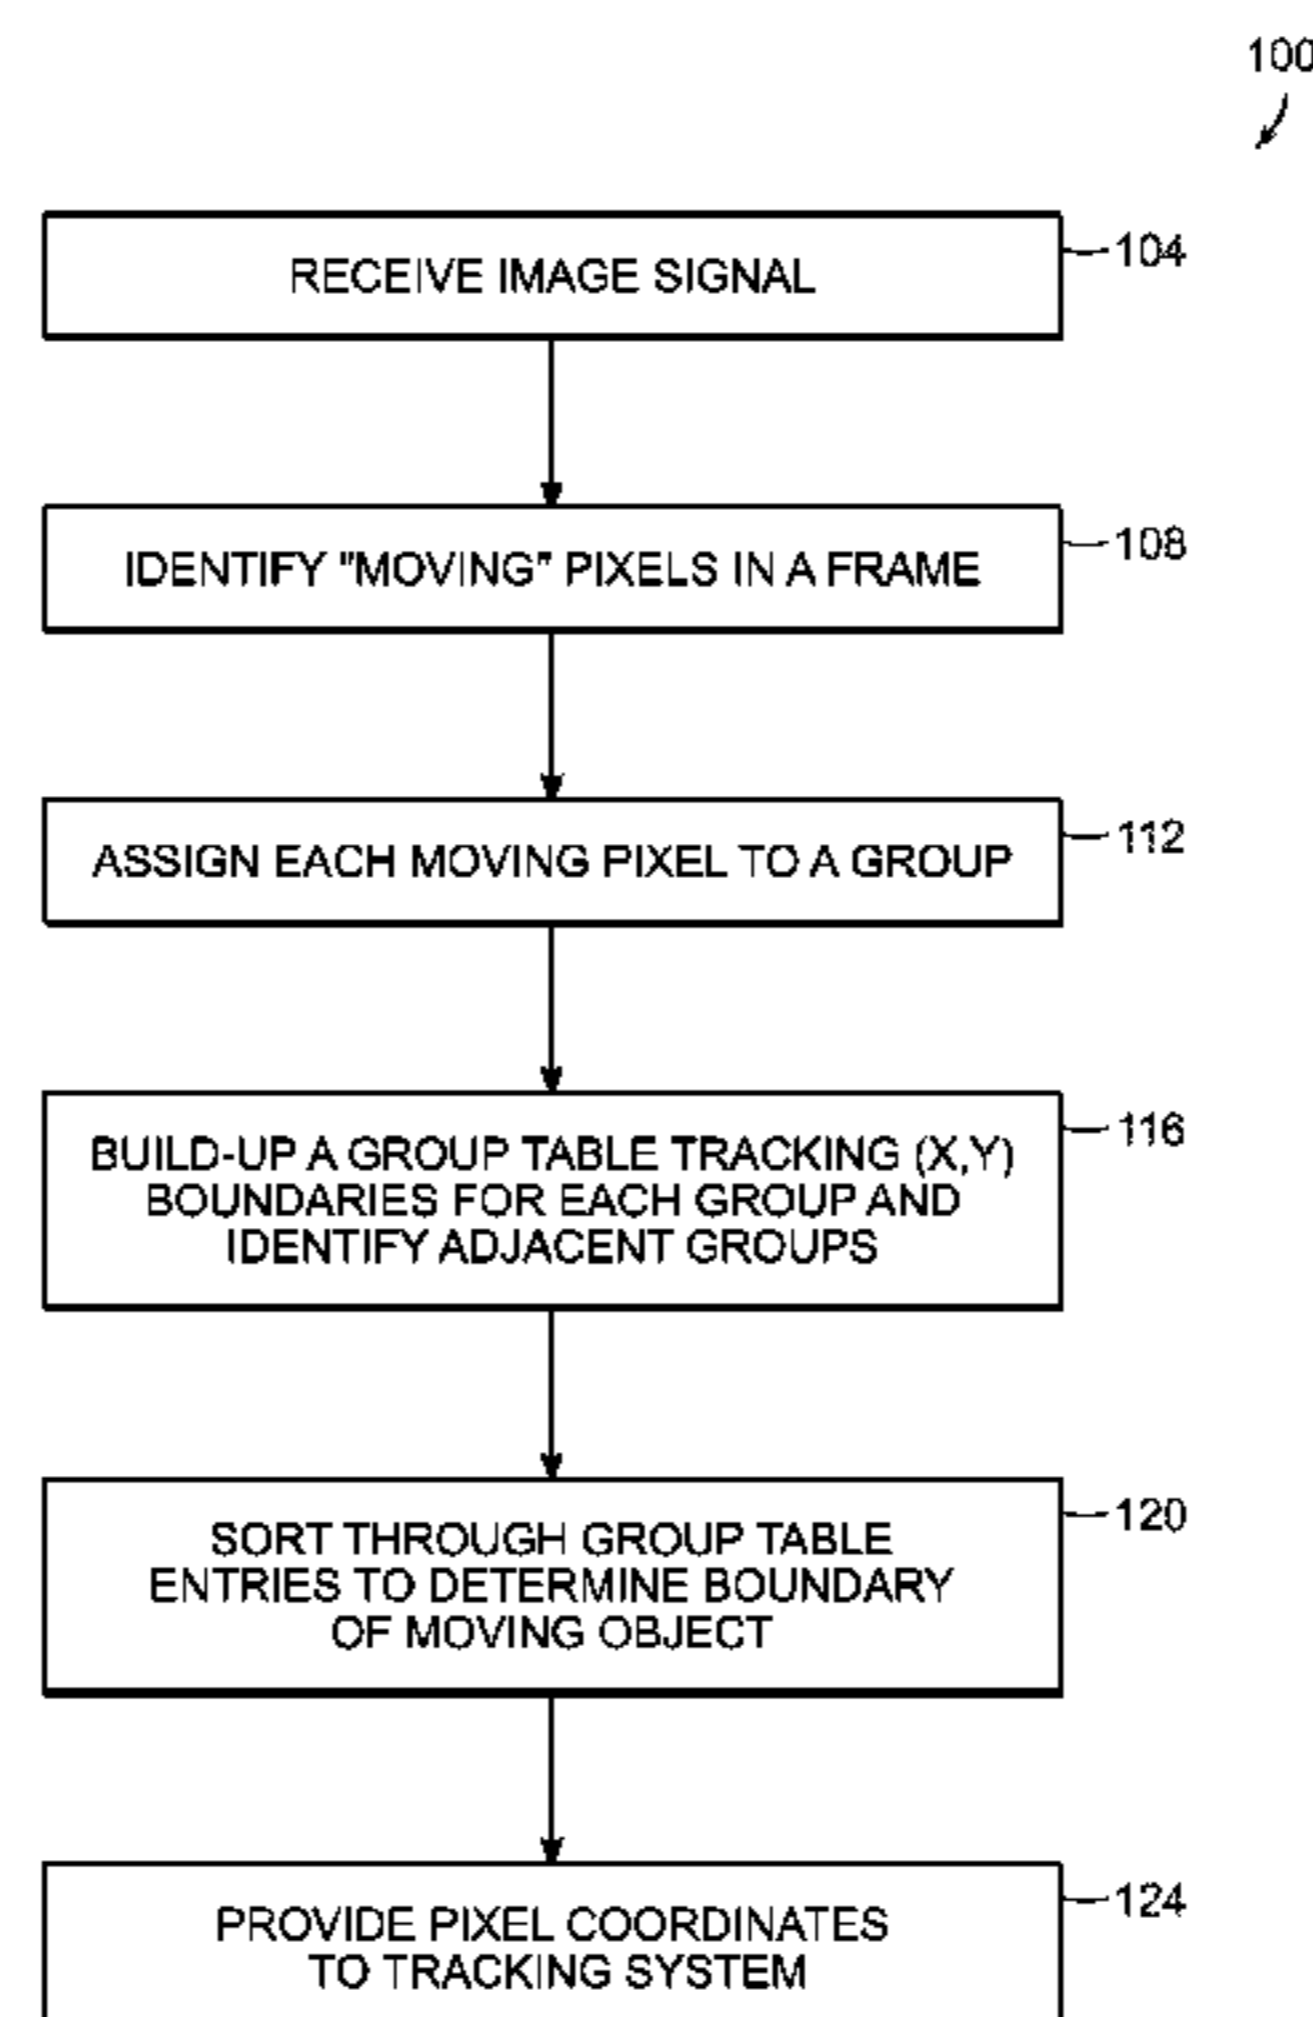 100
RECEIVE IMAGE SIGNAL
104
IDENTIFY "MOVING" PIXELS IN A FRAME
108
ASSIGN EACH MOVING PIXEL TO A GROUP
112
BUILD-UP A GROUP TABLE TRACKING (X,Y)
BOUNDARIES FOR EACH GROUP AND
IDENTIFY ADJACENT GROUPS
116
SORT THROUGH GROUP TABLE
ENTRIES TO DETERMINE BOUNDARY
OF MOVING OBJECT
120
PROVIDE PIXEL COORDINATES
TO TRACKING SYSTEM
124